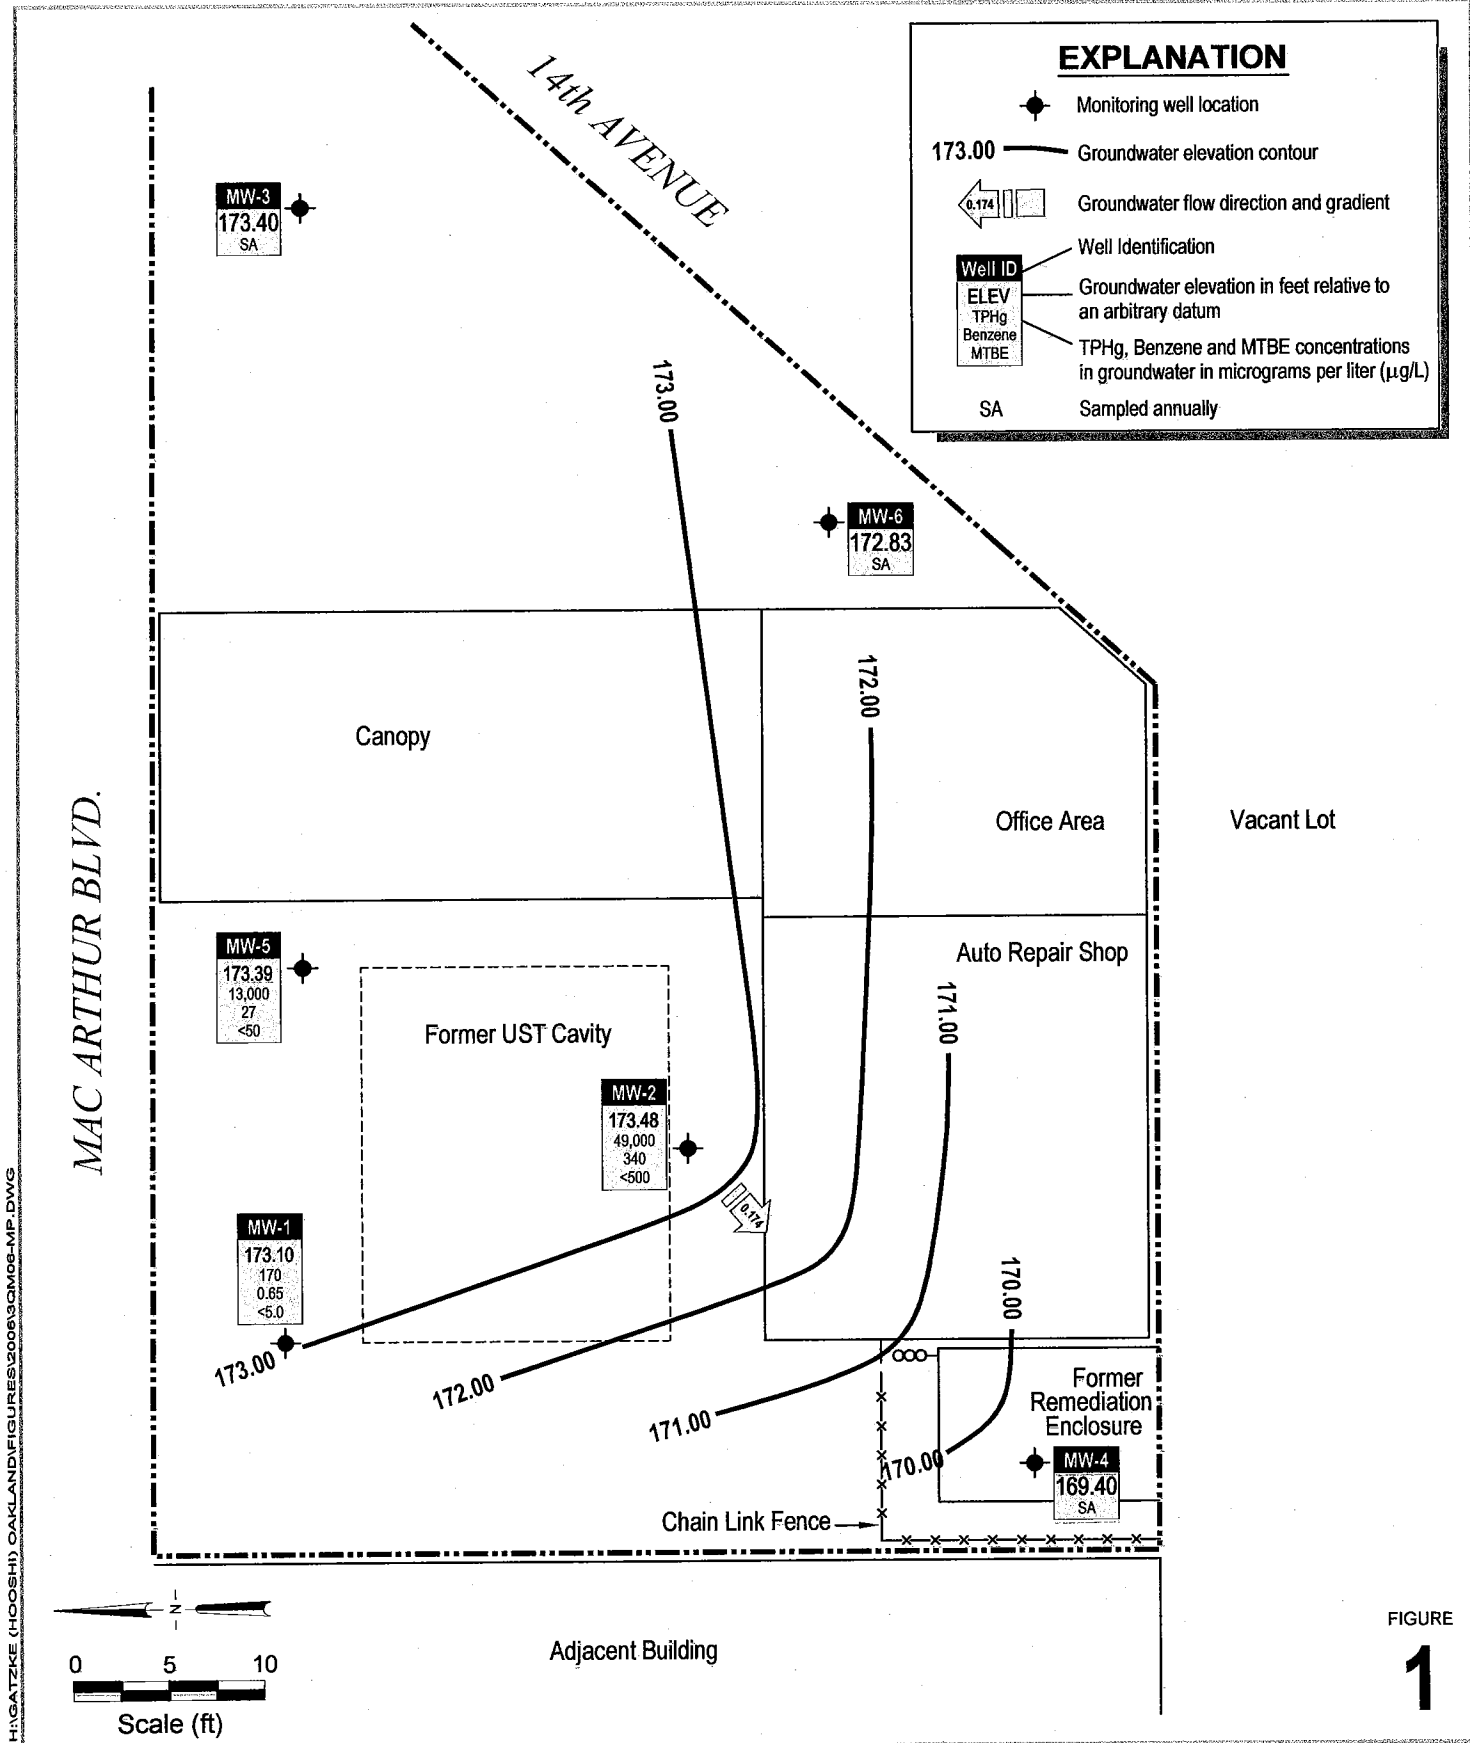 EXPLANATION
Monitoring well location
173.00 Groundwater elevation contour
0.174 Groundwater flow direction and gradient
Well Identification
Well ID
ELEV
TPHg
Benzene
MTBE
Groundwater elevation in feet relative to
an arbitrary datum
TPHg, Benzene and MTBE concentrations
in groundwater in micrograms per liter (µg/L)
SA Sampled annually
14th AVENUE
MW-3
173.40
SA
173.00
MW-6
172.83
SA
172.00
Canopy
Office Area
Vacant Lot
MAC ARTHUR BLVD.
MW-5
173.39
13,000
27
<50
Auto Repair Shop
171.00
Former UST Cavity
MW-2
173.48
49,000
340
<500
0.174
MW-1
173.10
170
0.65
<5.0
173.00
172.00
171.00
170.00
170.00
Former
Remediation
Enclosure
MW-4
169.40
SA
Chain Link Fence
N
0 5 10
Scale (ft)
Adjacent Building
FIGURE
1
H:\GATZKE (HOOSHI) OAKLAND\FIGURES\2006\3QM06-MP.DWG